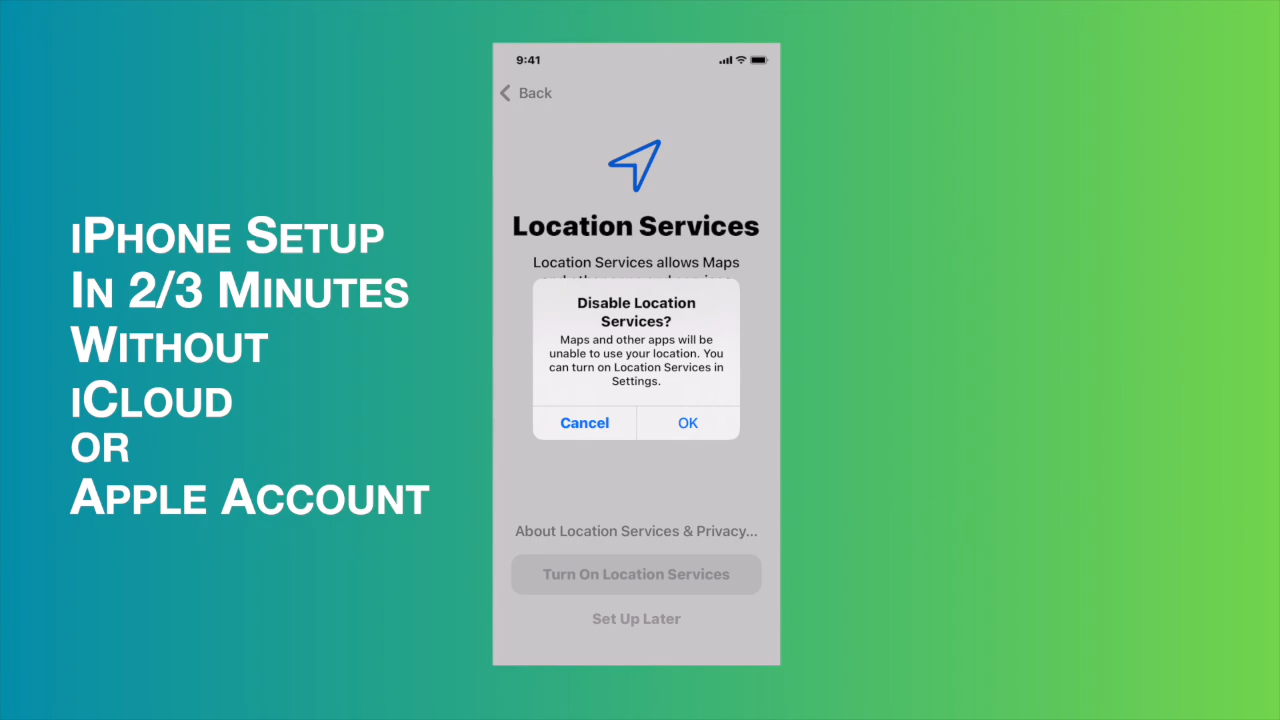 iPhone Setup
In 2/3 Minutes
Without
iCloud
or
Apple Account
9:41
Back
Location Services
Location Services allows Maps
Disable Location
Services?
Maps and other apps will be
unable to use your location. You
can turn on Location Services in
Settings.
Cancel OK
About Location Services & Privacy...
Turn On Location Services
Set Up Later